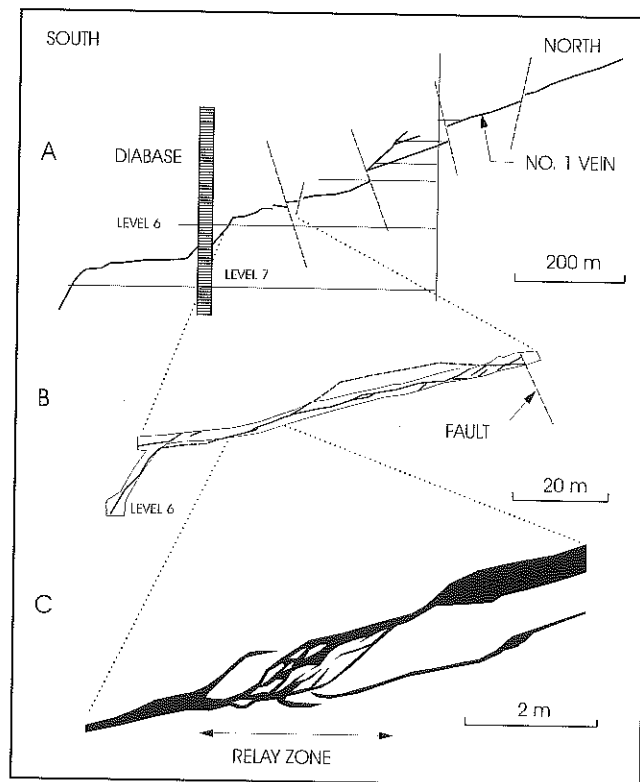 SOUTH
NORTH
A
DIABASE
NO. 1 VEIN
LEVEL 6
LEVEL 7
200 m
B
FAULT
LEVEL 6
20 m
C
2 m
RELAY ZONE